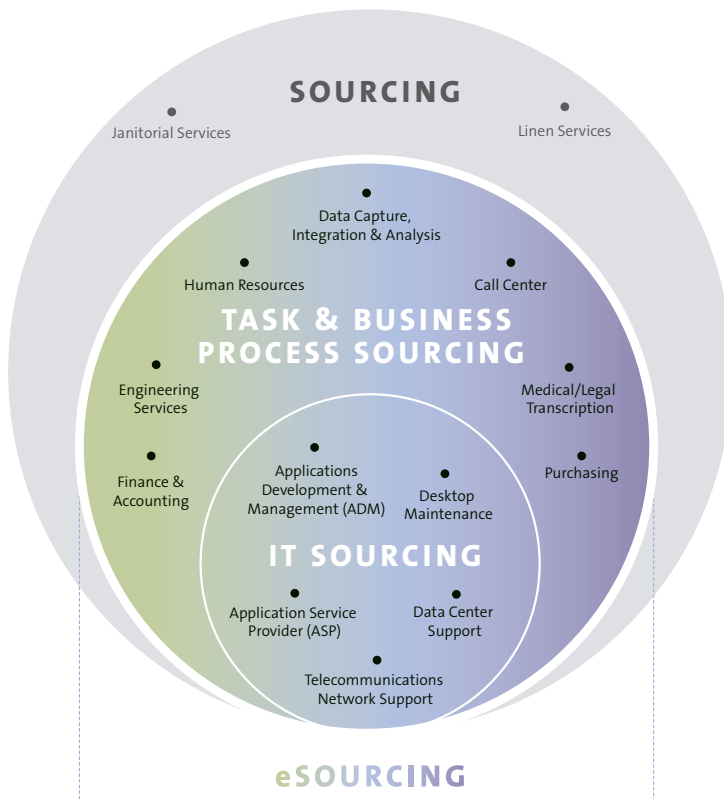 SOURCING
Janitorial Services
Linen Services
Data Capture,
Integration & Analysis
Human Resources
Call Center
TASK & BUSINESS
PROCESS SOURCING
Engineering
Services
Medical/Legal
Transcription
Finance &
Accounting
Purchasing
Applications
Development &
Management (ADM)
Desktop
Maintenance
IT SOURCING
Application Service
Provider (ASP)
Data Center
Support
Telecommunications
Network Support
eSOURCING